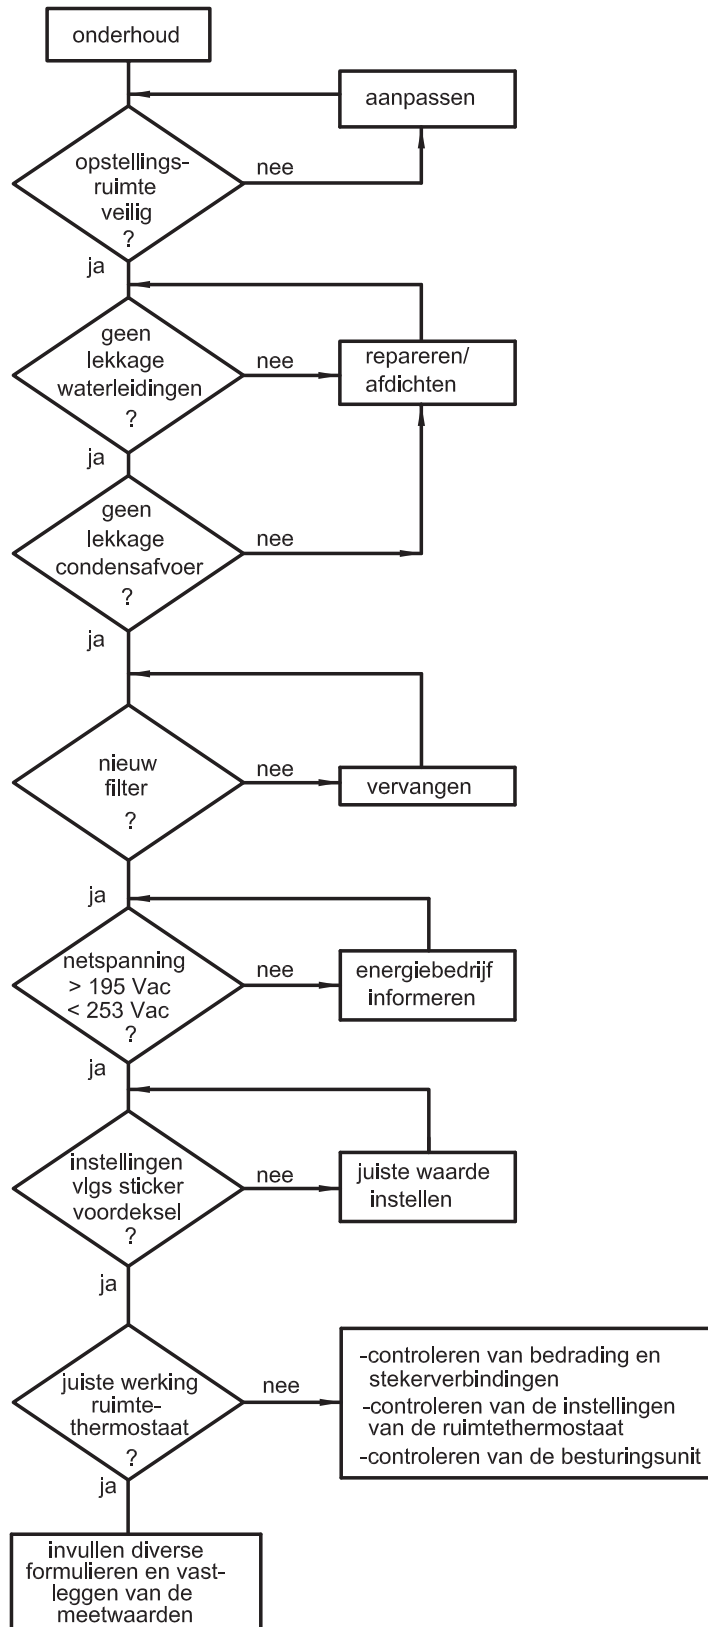 onderhoud
aanpassen
opstellings-
ruimte
veilig
?
nee
ja
geen
lekkage
waterleidingen
?
nee
repareren/
afdichten
ja
geen
lekkage
condensafvoer
?
nee
ja
nieuw
filter
?
nee
vervangen
ja
netspanning
> 195 Vac
< 253 Vac
?
nee
energiebedrijf
informeren
ja
instellingen
vlgs sticker
voordeksel
?
nee
juiste waarde
instellen
ja
juiste werking
ruimte-
thermostaat
?
nee
-controleren van bedrading en
stekerverbindingen
-controleren van de instellingen
van de ruimtethermostaat
-controleren van de besturingsunit
ja
invullen diverse
formulieren en vast-
leggen van de
meetwaarden